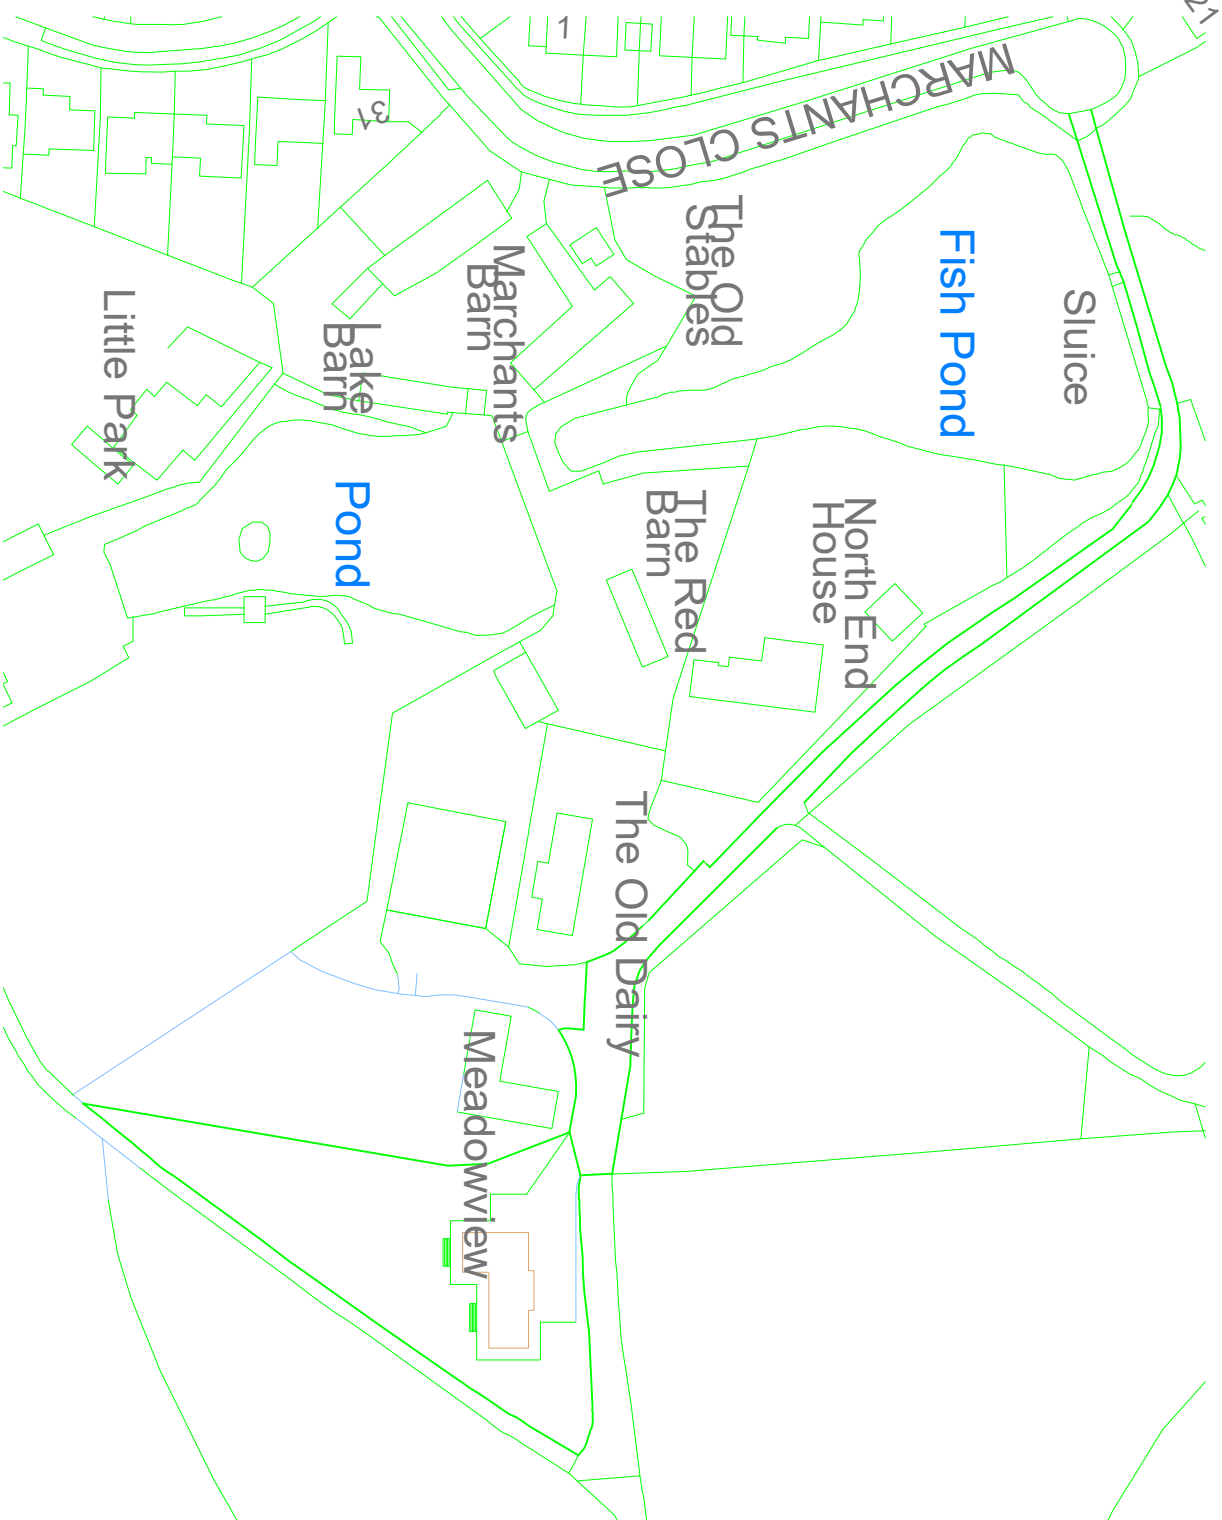 21
1
31
MARCHANTS CLOSE
The Old
Stables
Fish Pond
Sluice
Marchants
Barn
Lake
Barn
Little Park
Pond
The Red
Barn
North End
House
The Old Dairy
Meadowview